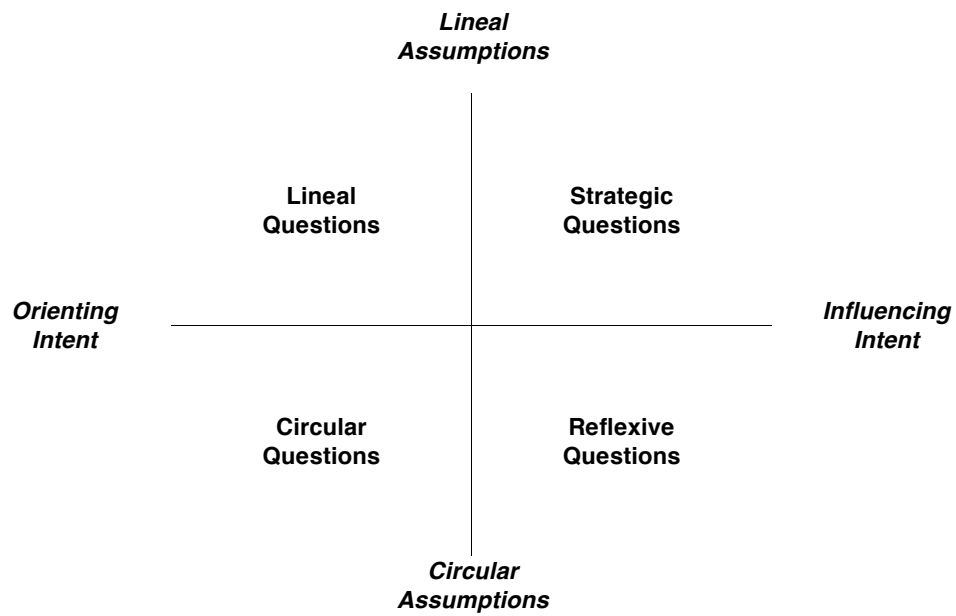 Lineal
Assumptions
Lineal
Questions
Strategic
Questions
Orienting
Intent
Influencing
Intent
Circular
Questions
Reflexive
Questions
Circular
Assumptions